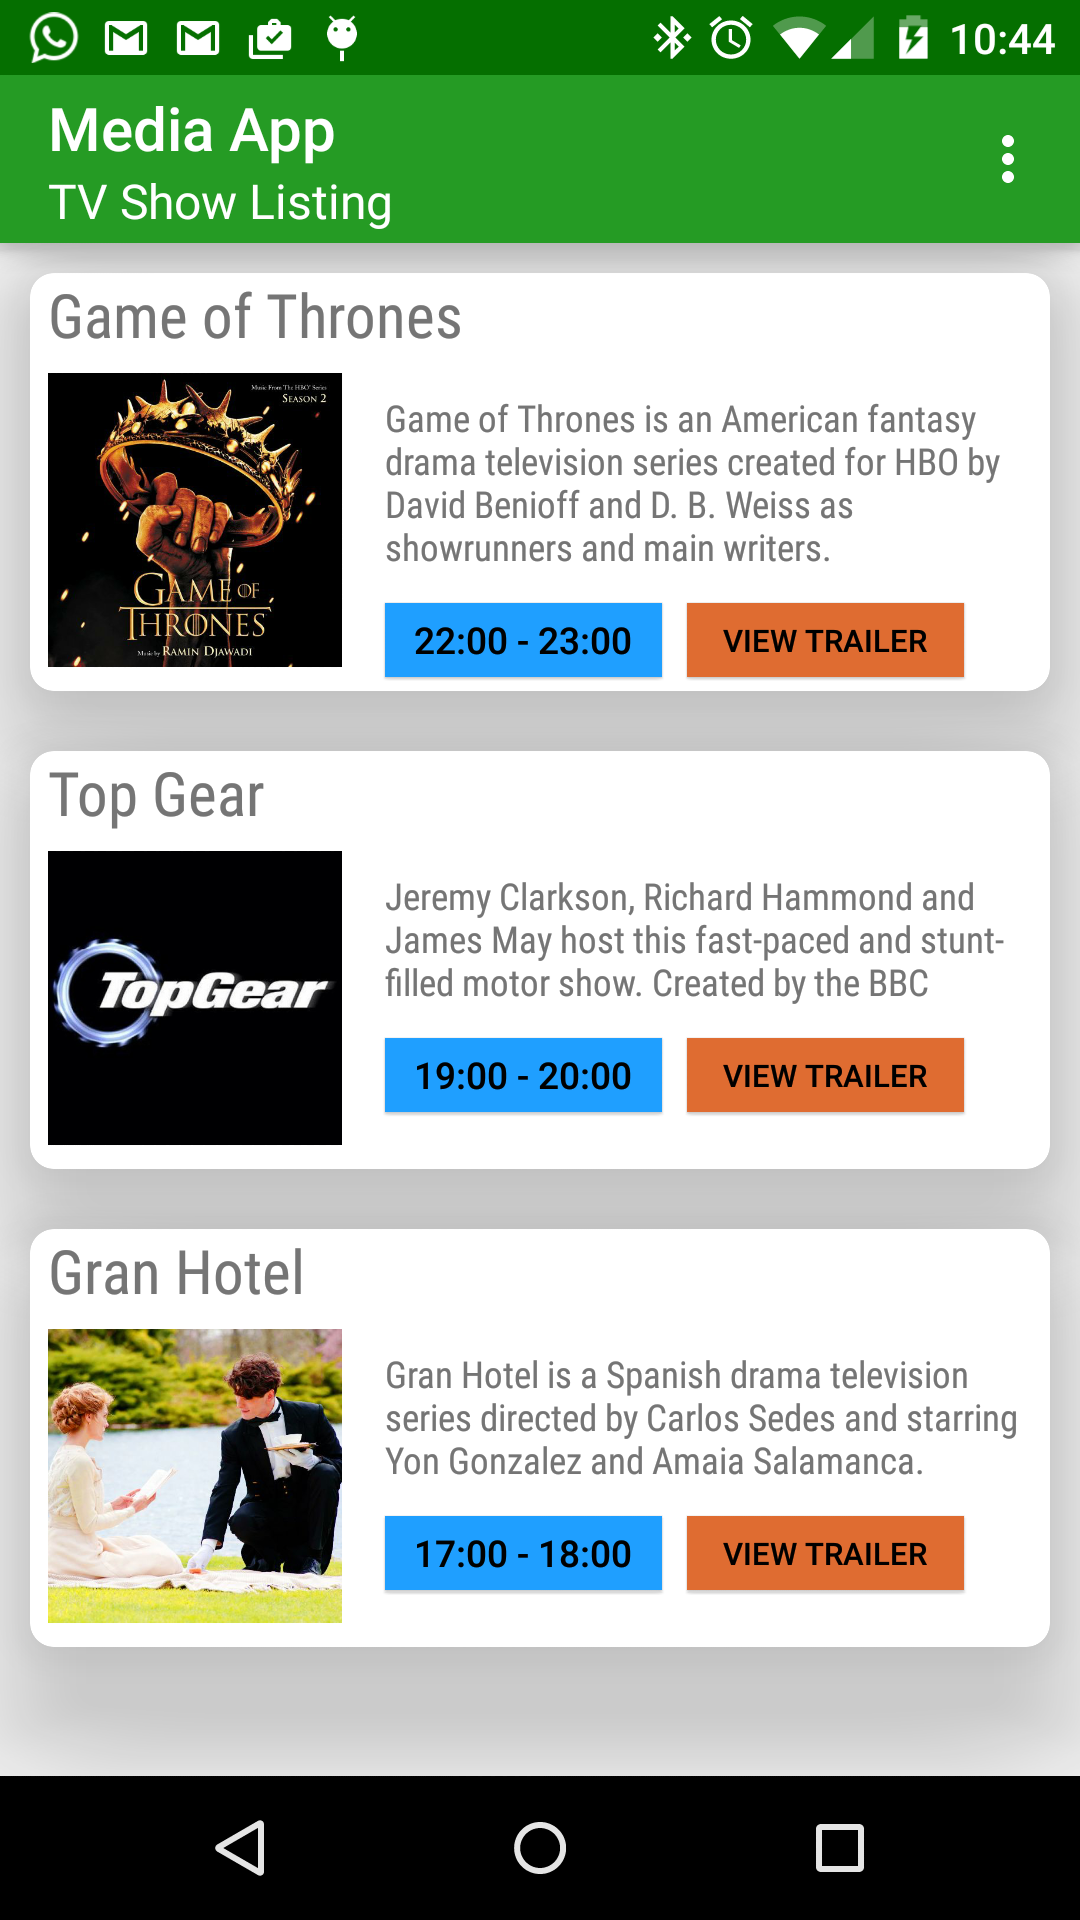 10:44
Media App
TV Show Listing
Game of Thrones
Music From The HBO® Series
SEASON 2
GAME OF
THRONES
Music by RAMIN DJAWADI
Game of Thrones is an American fantasy
drama television series created for HBO by
David Benioff and D. B. Weiss as
showrunners and main writers.
22:00 - 23:00
VIEW TRAILER
Top Gear
TopGear
Jeremy Clarkson, Richard Hammond and
James May host this fast-paced and stunt-
filled motor show. Created by the BBC
19:00 - 20:00
VIEW TRAILER
Gran Hotel
Gran Hotel is a Spanish drama television
series directed by Carlos Sedes and starring
Yon Gonzalez and Amaia Salamanca.
17:00 - 18:00
VIEW TRAILER